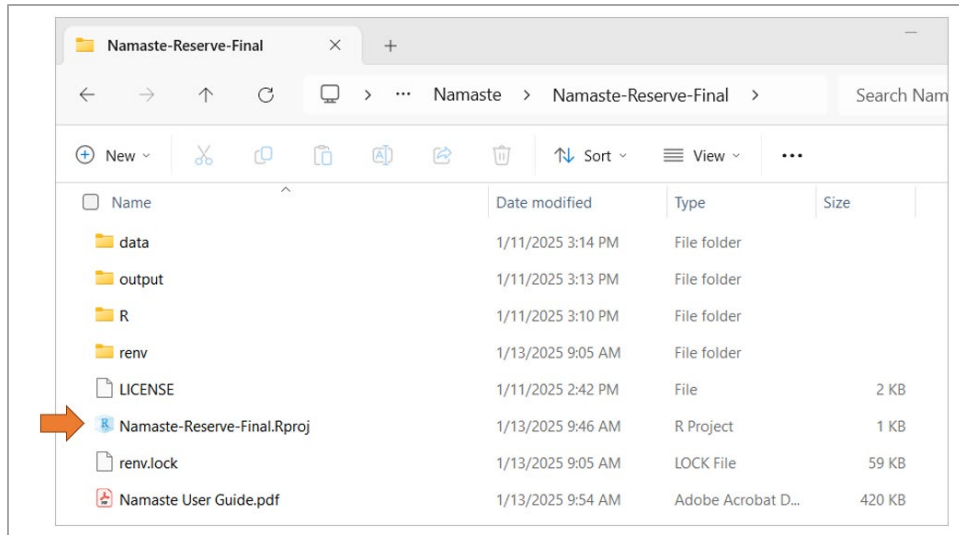 Namaste-Reserve-Final
Namaste > Namaste-Reserve-Final > Search Nam
New Sort View
Name Date modified Type Size
data 1/11/2025 3:14 PM File folder
output 1/11/2025 3:13 PM File folder
R 1/11/2025 3:10 PM File folder
renv 1/13/2025 9:05 AM File folder
LICENSE 1/11/2025 2:42 PM File 2 KB
Namaste-Reserve-Final.Rproj 1/13/2025 9:46 AM R Project 1 KB
renv.lock 1/13/2025 9:05 AM LOCK File 59 KB
Namaste User Guide.pdf 1/13/2025 9:54 AM Adobe Acrobat D... 420 KB